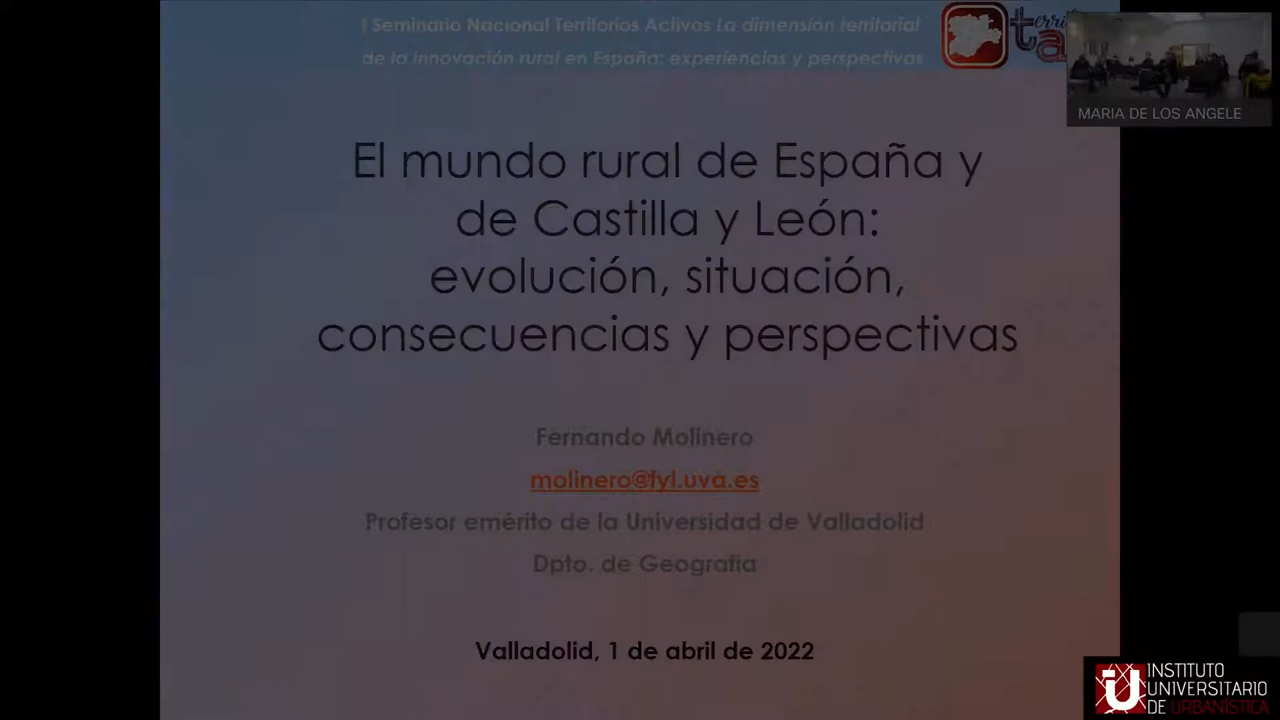 I Seminario Nacional Territorios Activos La dimensión territorial
de la innovación rural en España: experiencias y perspectivas
MARIA DE LOS ANGELE
El mundo rural de España y
de Castilla y León:
evolución, situación,
consecuencias y perspectivas
Fernando Molinero
molinero@fyl.uva.es
Profesor emérito de la Universidad de Valladolid
Dpto. de Geografía
Valladolid, 1 de abril de 2022
INSTITUTO
UNIVERSITARIO
DE URBANÍSTICA